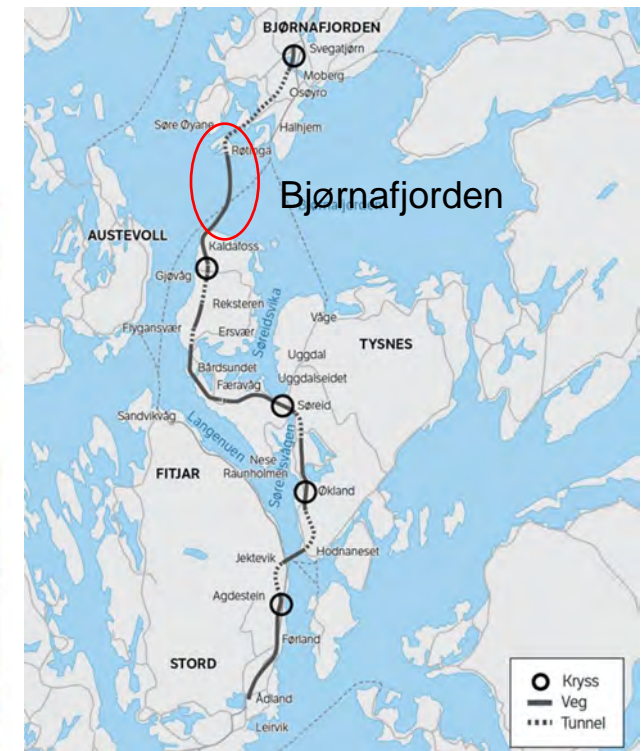 BJØRNAFJORDEN
Svegatjørn
Moberg
Osøyro
Søre Øyane
Halhjem
Røtinga
Bjørnafjorden
Bjørnafjorden
AUSTEVOLL
Kaldafoss
Gjøvåg
Reksteren
Søreidsvika
Flygansvær
Ersvær
Våge
TYSNES
Uggdal
Bårdsundet
Uggdalseidet
Færavåg
Søreid
Sandvikvåg
Langenuen
Nese
FITJAR
Raunholmen
Økland
Hodnaneset
Jektevik
Agdestein
Førland
STORD
Ådland
Leirvik
Kryss
Veg
Tunnel